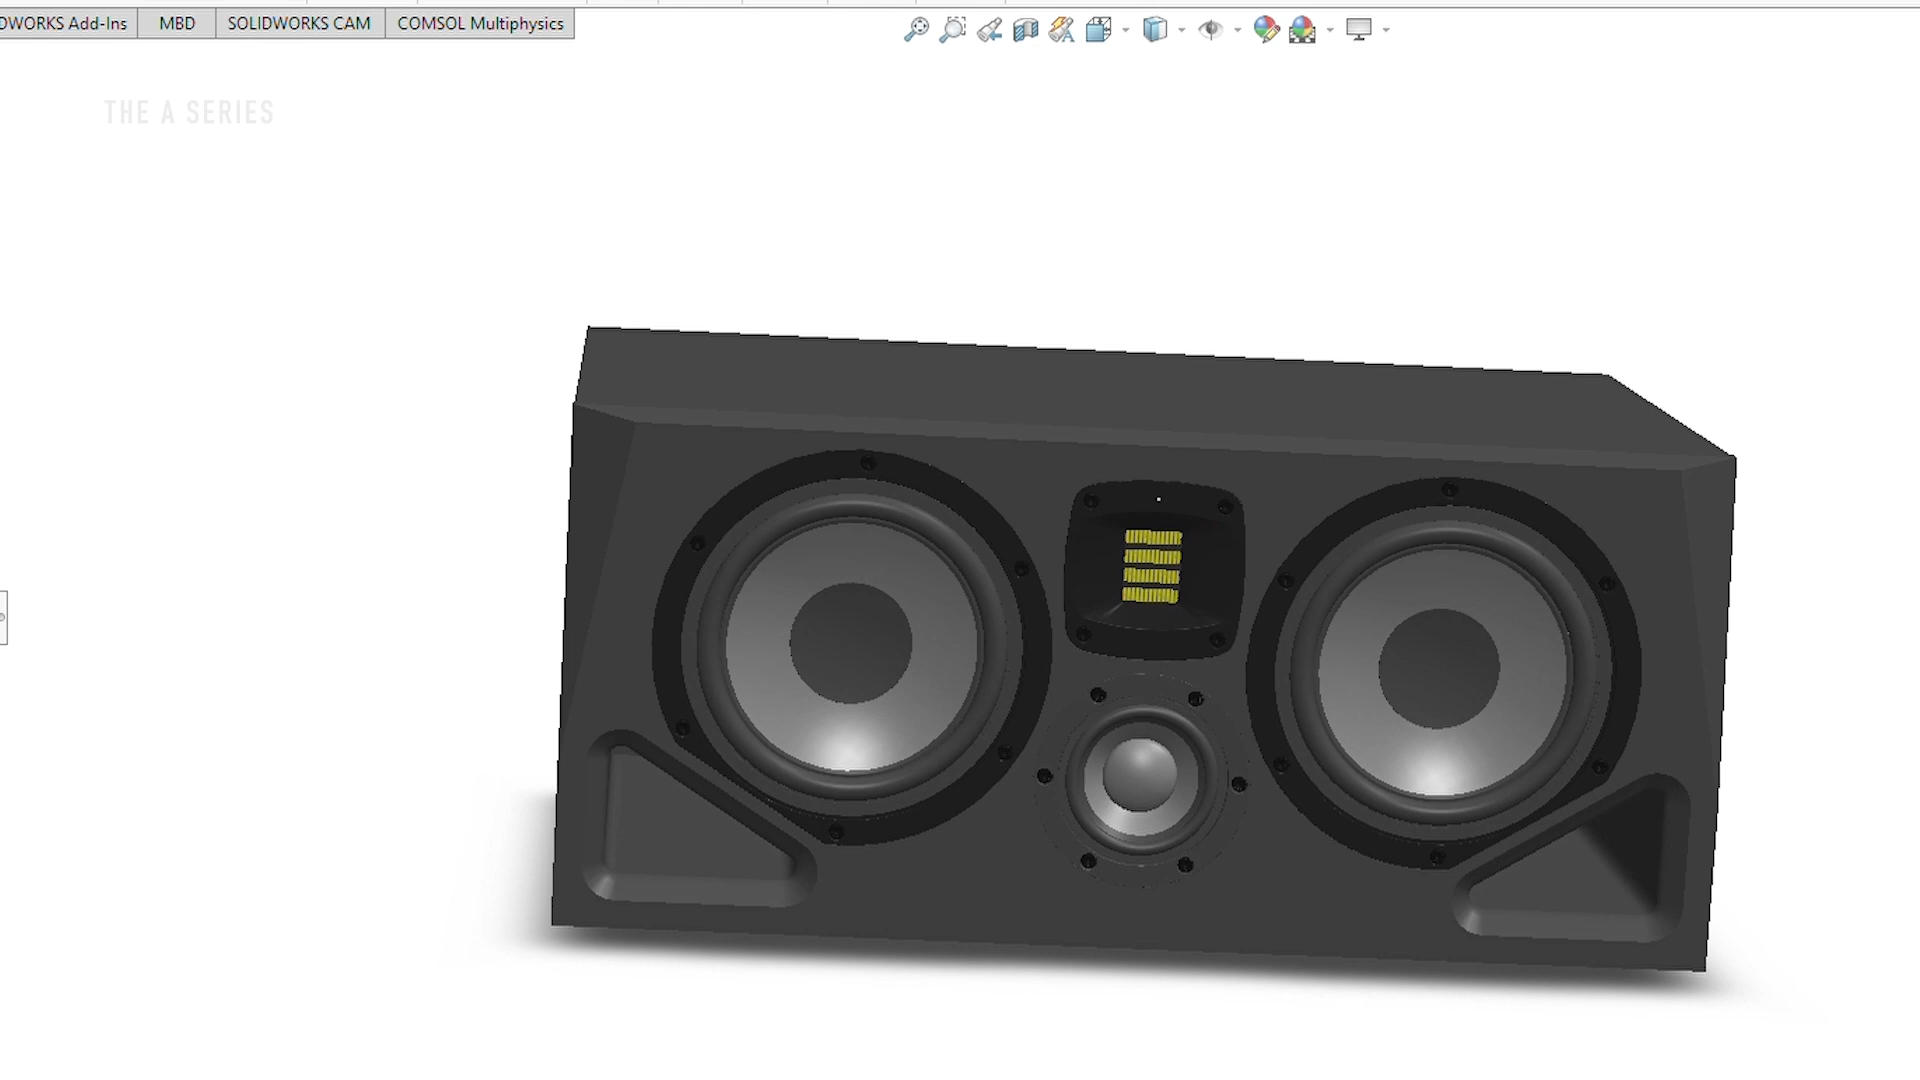 DWORKS Add-Ins
MBD
SOLIDWORKS CAM
COMSOL Multiphysics
THE A SERIES